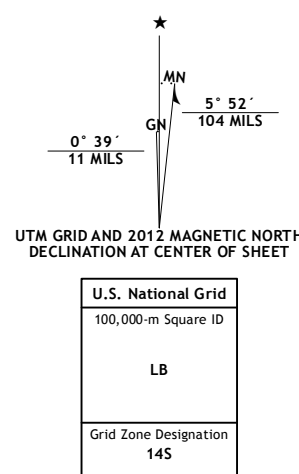 ★
MN
GN
5° 52´
104 MILS
0° 39´
11 MILS
UTM GRID AND 2012 MAGNETIC NORTH
DECLINATION AT CENTER OF SHEET
U.S. National Grid
100,000-m Square ID
LB
Grid Zone Designation
14S